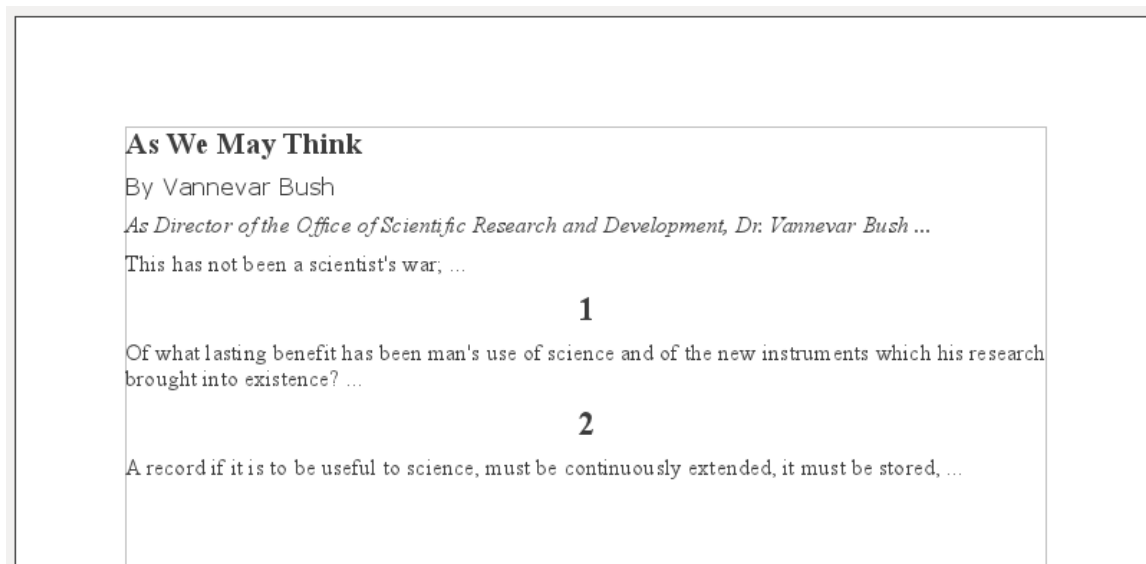 As We May Think
By Vannevar Bush
As Director of the Office of Scientific Research and Development, Dr. Vannevar Bush ...
This has not been a scientist's war; ...
1
Of what lasting benefit has been man's use of science and of the new instruments which his research
brought into existence? ...
2
A record if it is to be useful to science, must be continuously extended, it must be stored, ...